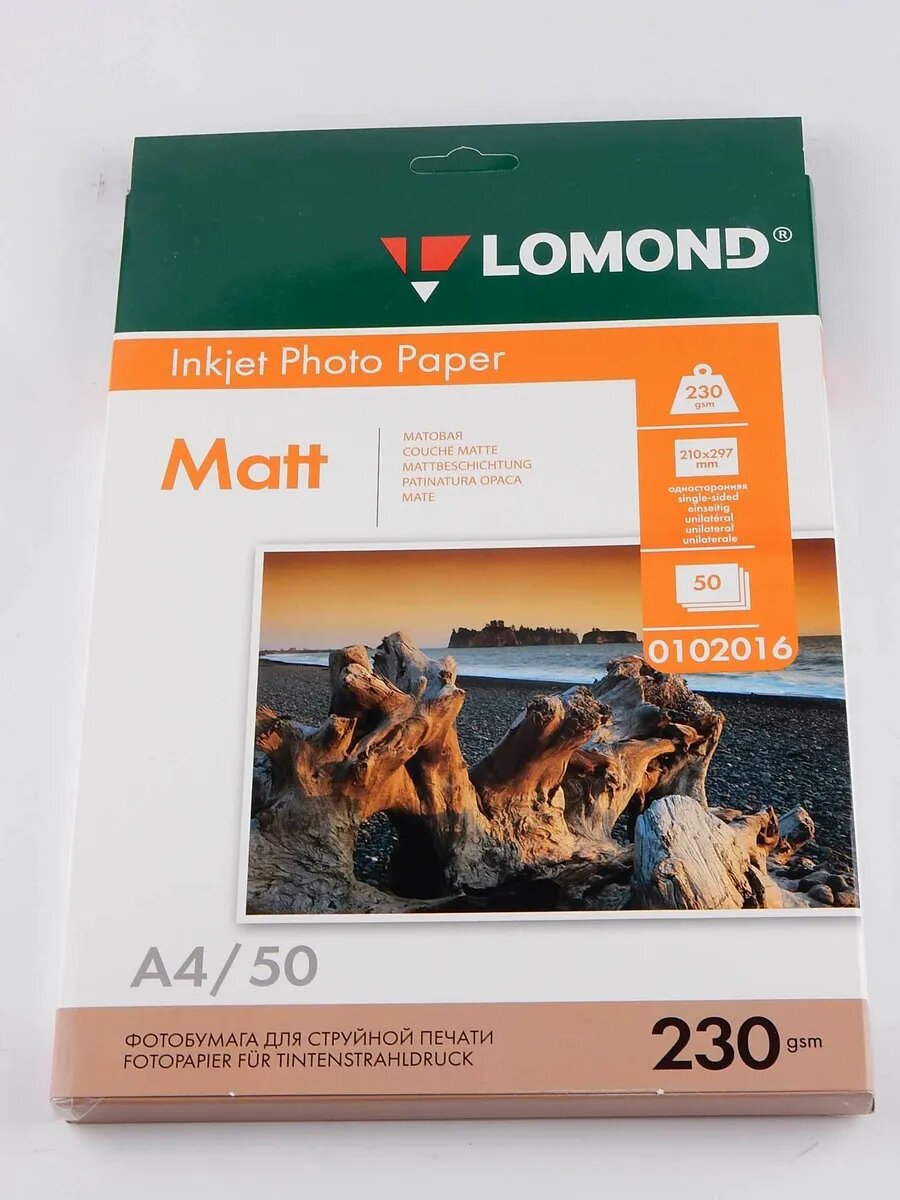 LOMOND®
Inkjet Photo Paper
Matt
МАТОВАЯ
COUCHÉ MATTE
MATTBESCHICHTUNG
PATINATURA OPACA
MATE
230
gsm
210x297
mm
односторонняя
single-sided
einseitig
unilatéral
unilateral
unilaterale
50
0102016
A4/50
ФОТОБУМАГА ДЛЯ СТРУЙНОЙ ПЕЧАТИ
FOTOPAPIER FÜR TINTENSTRAHLDRUCK
230 gsm